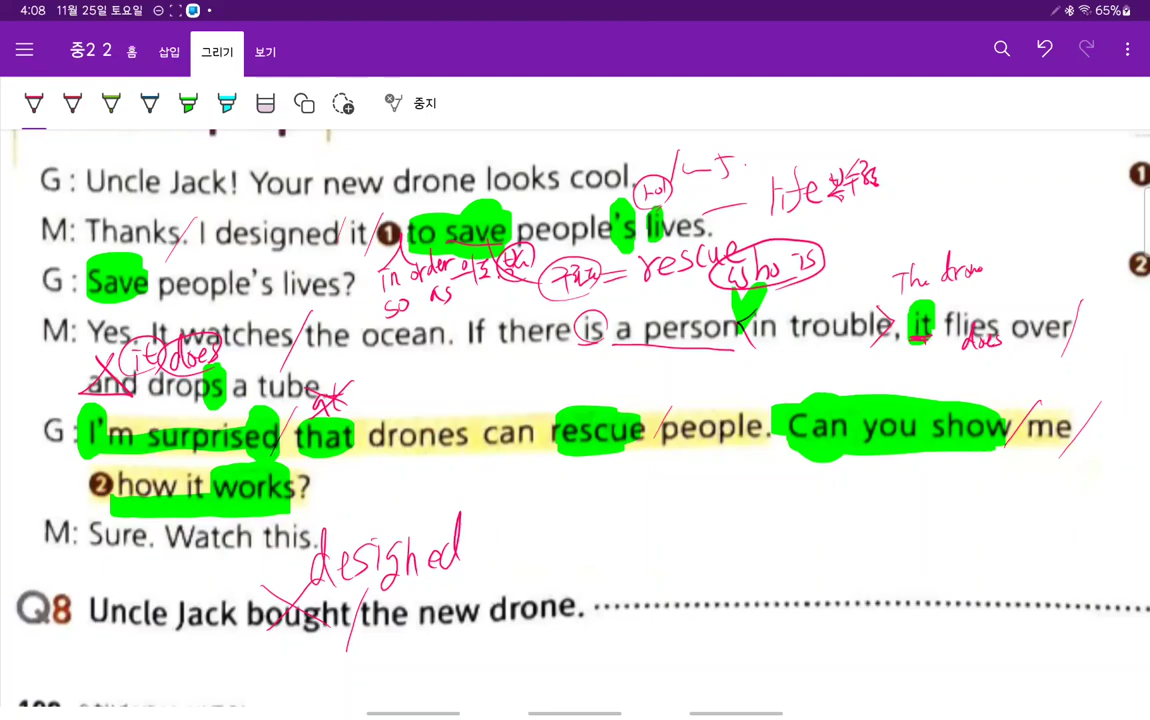 4:08 11월 25일 토요일 65%
중2 2 홈 삽입 그리기 보기
중지
G : Uncle Jack! Your new drone looks cool.
life 복수형
M: Thanks. I designed it ❶ to save people's lives. ❶
in order rescue who is
so as
G : Save people's lives? ❷
The drone
M: Yes. It watches the ocean. If there is a person in trouble, it flies over
does
it does
and drops a tube.
at
G : I'm surprised that drones can rescue people. Can you show me
❷ how it works?
M: Sure. Watch this.
designed
Q8 Uncle Jack bought the new drone.